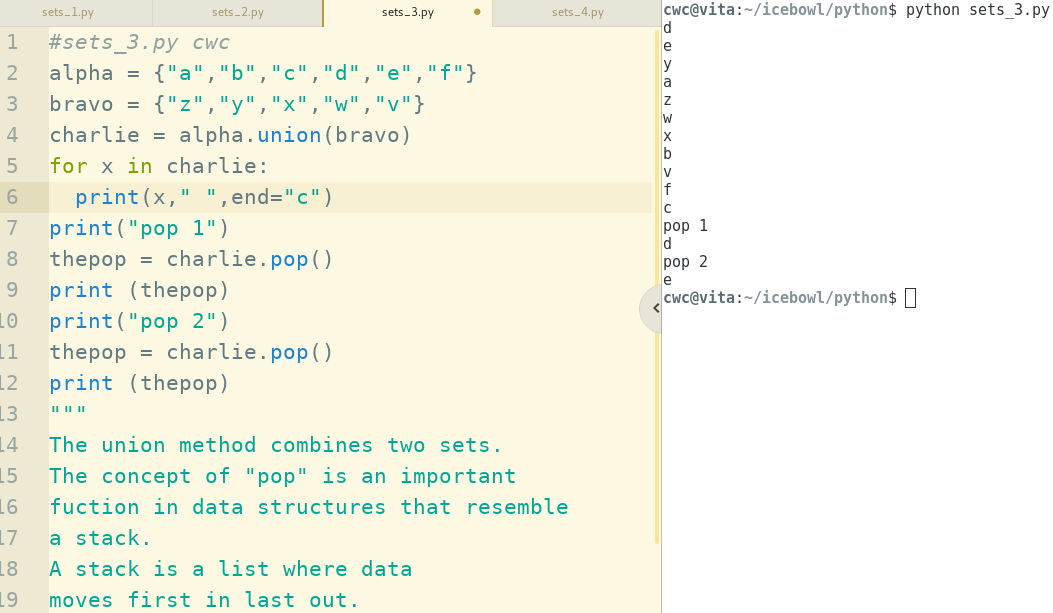 sets_1.py sets_2.py sets_3.py sets_4.py
1 #sets_3.py cwc
2 alpha = {"a","b","c","d","e","f"}
3 bravo = {"z","y","x","w","v"}
4 charlie = alpha.union(bravo)
5 for x in charlie:
6   print(x," ",end="c")
7 print("pop 1")
8 thepop = charlie.pop()
9 print (thepop)
10 print("pop 2")
11 thepop = charlie.pop()
12 print (thepop)
13 """
14 The union method combines two sets.
15 The concept of "pop" is an important
16 fuction in data structures that resemble
17 a stack.
18 A stack is a list where data
19 moves first in last out.
cwc@vita:~/icebowl/python$ python sets_3.py
d
e
y
a
z
w
x
b
v
f
c
pop 1
d
pop 2
e
cwc@vita:~/icebowl/python$